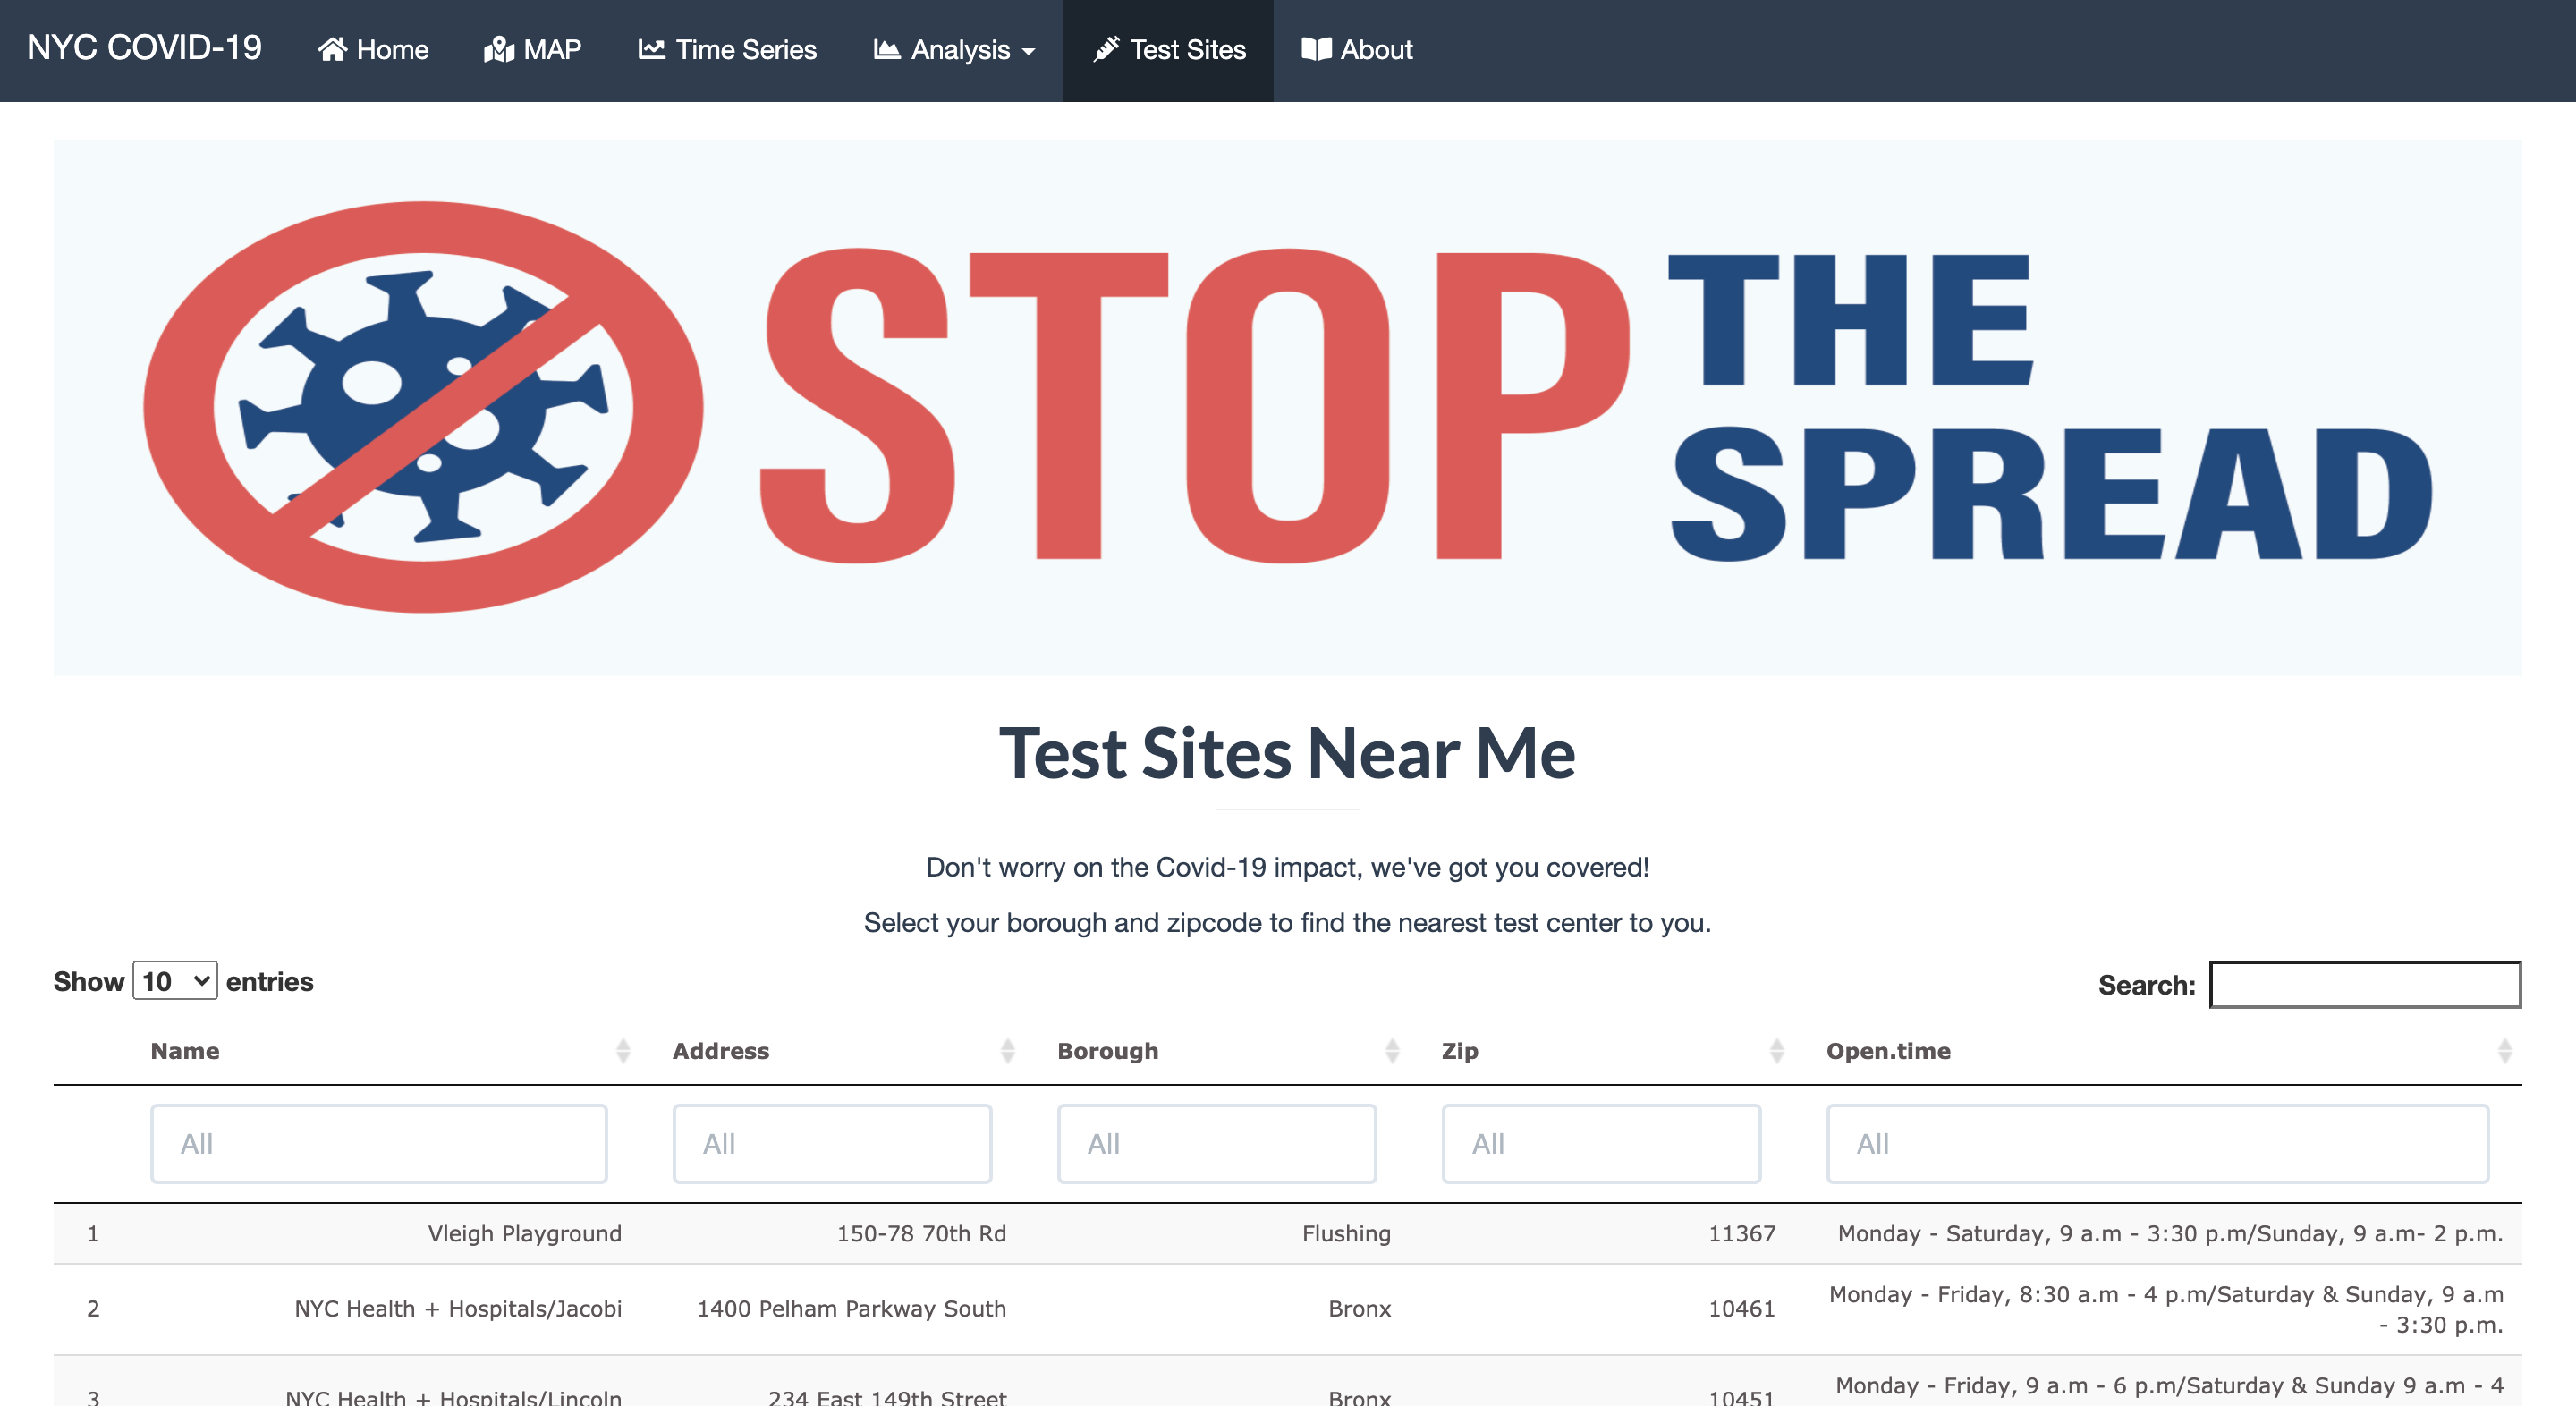 NYC COVID-19 Home MAP Time Series Analysis Test Sites About
STOP THE SPREAD
Test Sites Near Me
Don't worry on the Covid-19 impact, we've got you covered!
Select your borough and zipcode to find the nearest test center to you.
Show 10 entries Search:
Name Address Borough Zip Open.time
All All All All All
1 Vleigh Playground 150-78 70th Rd Flushing 11367 Monday - Saturday, 9 a.m - 3:30 p.m/Sunday, 9 a.m- 2 p.m.
2 NYC Health + Hospitals/Jacobi 1400 Pelham Parkway South Bronx 10461 Monday - Friday, 8:30 a.m - 4 p.m/Saturday & Sunday, 9 a.m
- 3:30 p.m.
3 NYC Health + Hospitals/Lincoln 234 East 149th Street Bronx 10451 Monday - Friday, 9 a.m - 6 p.m/Saturday & Sunday 9 a.m - 4